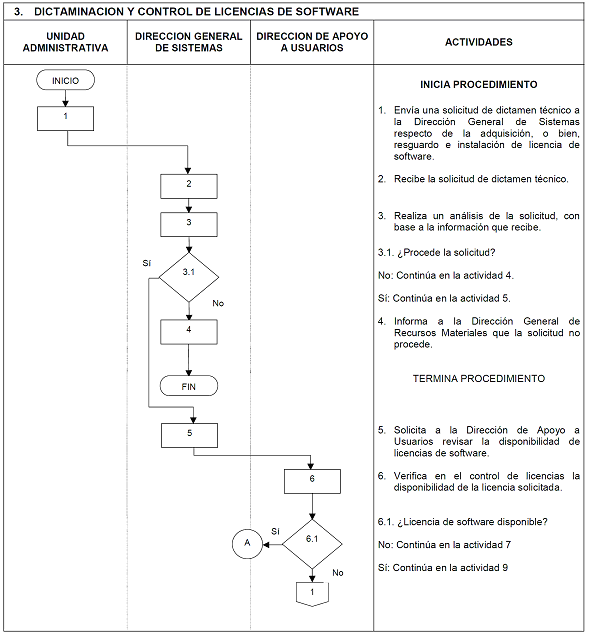 3. DICTAMINACION Y CONTROL DE LICENCIAS DE SOFTWARE
UNIDAD
ADMINISTRATIVA
DIRECCION GENERAL
DE SISTEMAS
DIRECCION DE APOYO
A USUARIOS
ACTIVIDADES
INICIO
1
2
3
Sí
3.1
No
4
FIN
5
6
Sí
A
6.1
No
1
INICIA PROCEDIMIENTO
1. Envía una solicitud de dictamen técnico a
la Dirección General de Sistemas
respecto de la adquisición, o bien,
resguardo e instalación de licencia de
software.
2. Recibe la solicitud de dictamen técnico.
3. Realiza un análisis de la solicitud, con
base a la información que recibe.
3.1. ¿Procede la solicitud?
No: Continúa en la actividad 4.
Sí: Continúa en la actividad 5.
4. Informa a la Dirección General de
Recursos Materiales que la solicitud no
procede.
TERMINA PROCEDIMIENTO
5. Solicita a la Dirección de Apoyo a
Usuarios revisar la disponibilidad de
licencias de software.
6. Verifica en el control de licencias la
disponibilidad de la licencia solicitada.
6.1. ¿Licencia de software disponible?
No: Continúa en la actividad 7
Sí: Continúa en la actividad 9